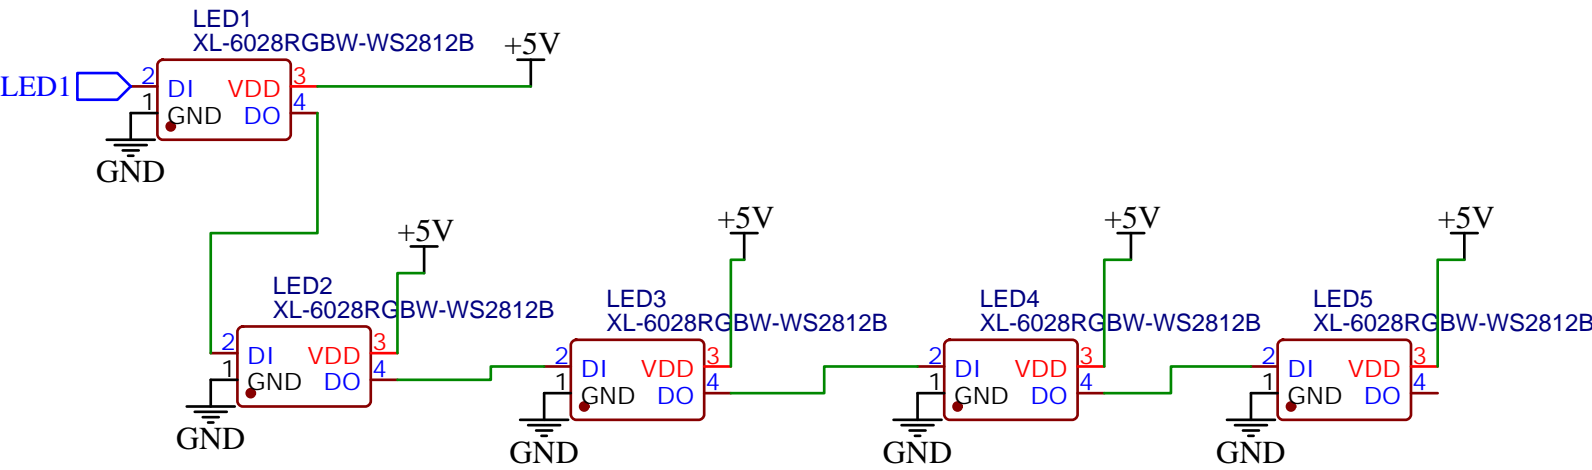 LED1
XL-6028RGBW-WS2812B
+5V
LED1
2
DI
VDD
3
1
GND
DO
4
GND
+5V
LED2
XL-6028RGBW-WS2812B
2
DI
VDD
3
1
GND
DO
4
GND
+5V
LED3
XL-6028RGBW-WS2812B
2
DI
VDD
3
1
GND
DO
4
GND
+5V
LED4
XL-6028RGBW-WS2812B
2
DI
VDD
3
1
GND
DO
4
GND
+5V
LED5
XL-6028RGBW-WS2812B
2
DI
VDD
3
1
GND
DO
4
GND